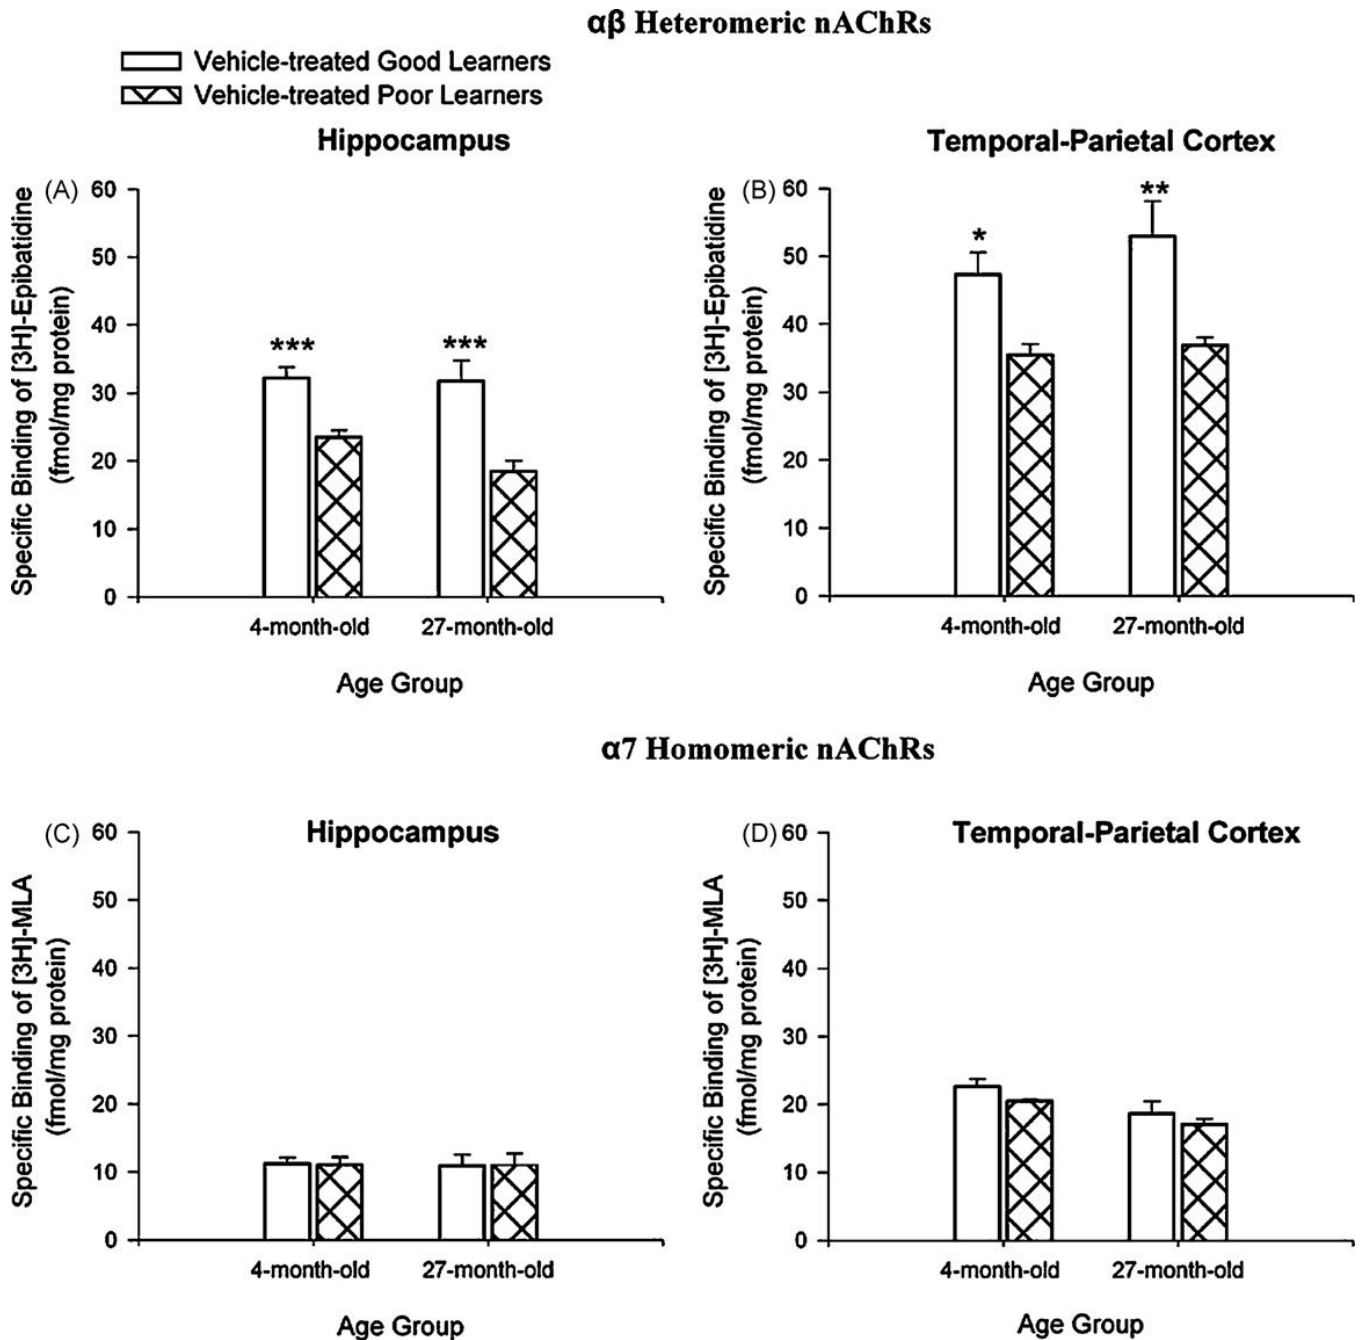 αβ Heteromeric nAChRs
Vehicle-treated Good Learners
Vehicle-treated Poor Learners
Hippocampus
(A)
Specific Binding of [3H]-Epibatidine
(fmol/mg protein)
60
50
40
30
20
10
0
***
***
4-month-old
27-month-old
Age Group
Temporal-Parietal Cortex
(B)
Specific Binding of [3H]-Epibatidine
(fmol/mg protein)
60
50
40
30
20
10
0
*
**
4-month-old
27-month-old
Age Group
α7 Homomeric nAChRs
Hippocampus
(C)
Specific Binding of [3H]-MLA
(fmol/mg protein)
60
50
40
30
20
10
0
4-month-old
27-month-old
Age Group
Temporal-Parietal Cortex
(D)
Specific Binding of [3H]-MLA
(fmol/mg protein)
60
50
40
30
20
10
0
4-month-old
27-month-old
Age Group